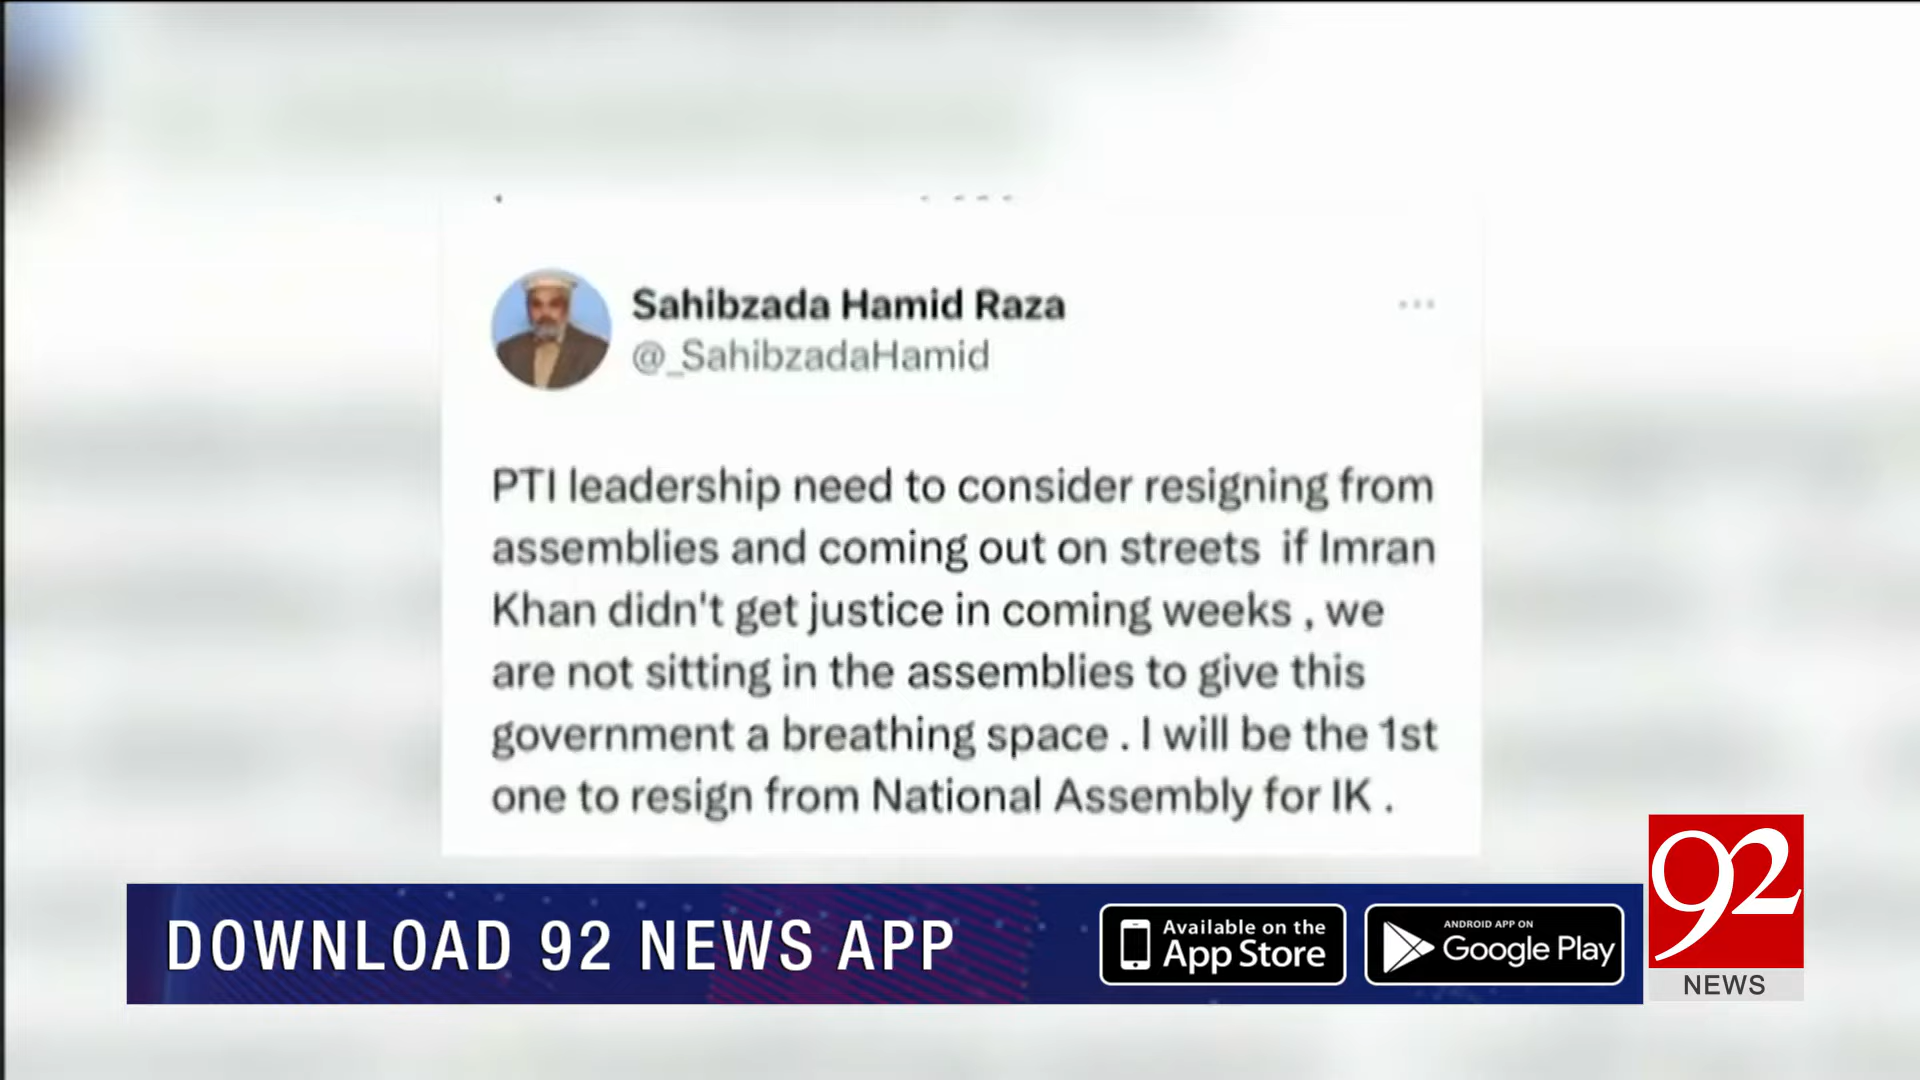 Sahibzada Hamid Raza
@_SahibzadaHamid
PTI leadership need to consider resigning from
assemblies and coming out on streets  if Imran
Khan didn't get justice in coming weeks , we
are not sitting in the assemblies to give this
government a breathing space . I will be the 1st
one to resign from National Assembly for IK .
DOWNLOAD 92 NEWS APP
Available on the
App Store
ANDROID APP ON
Google Play
92
NEWS